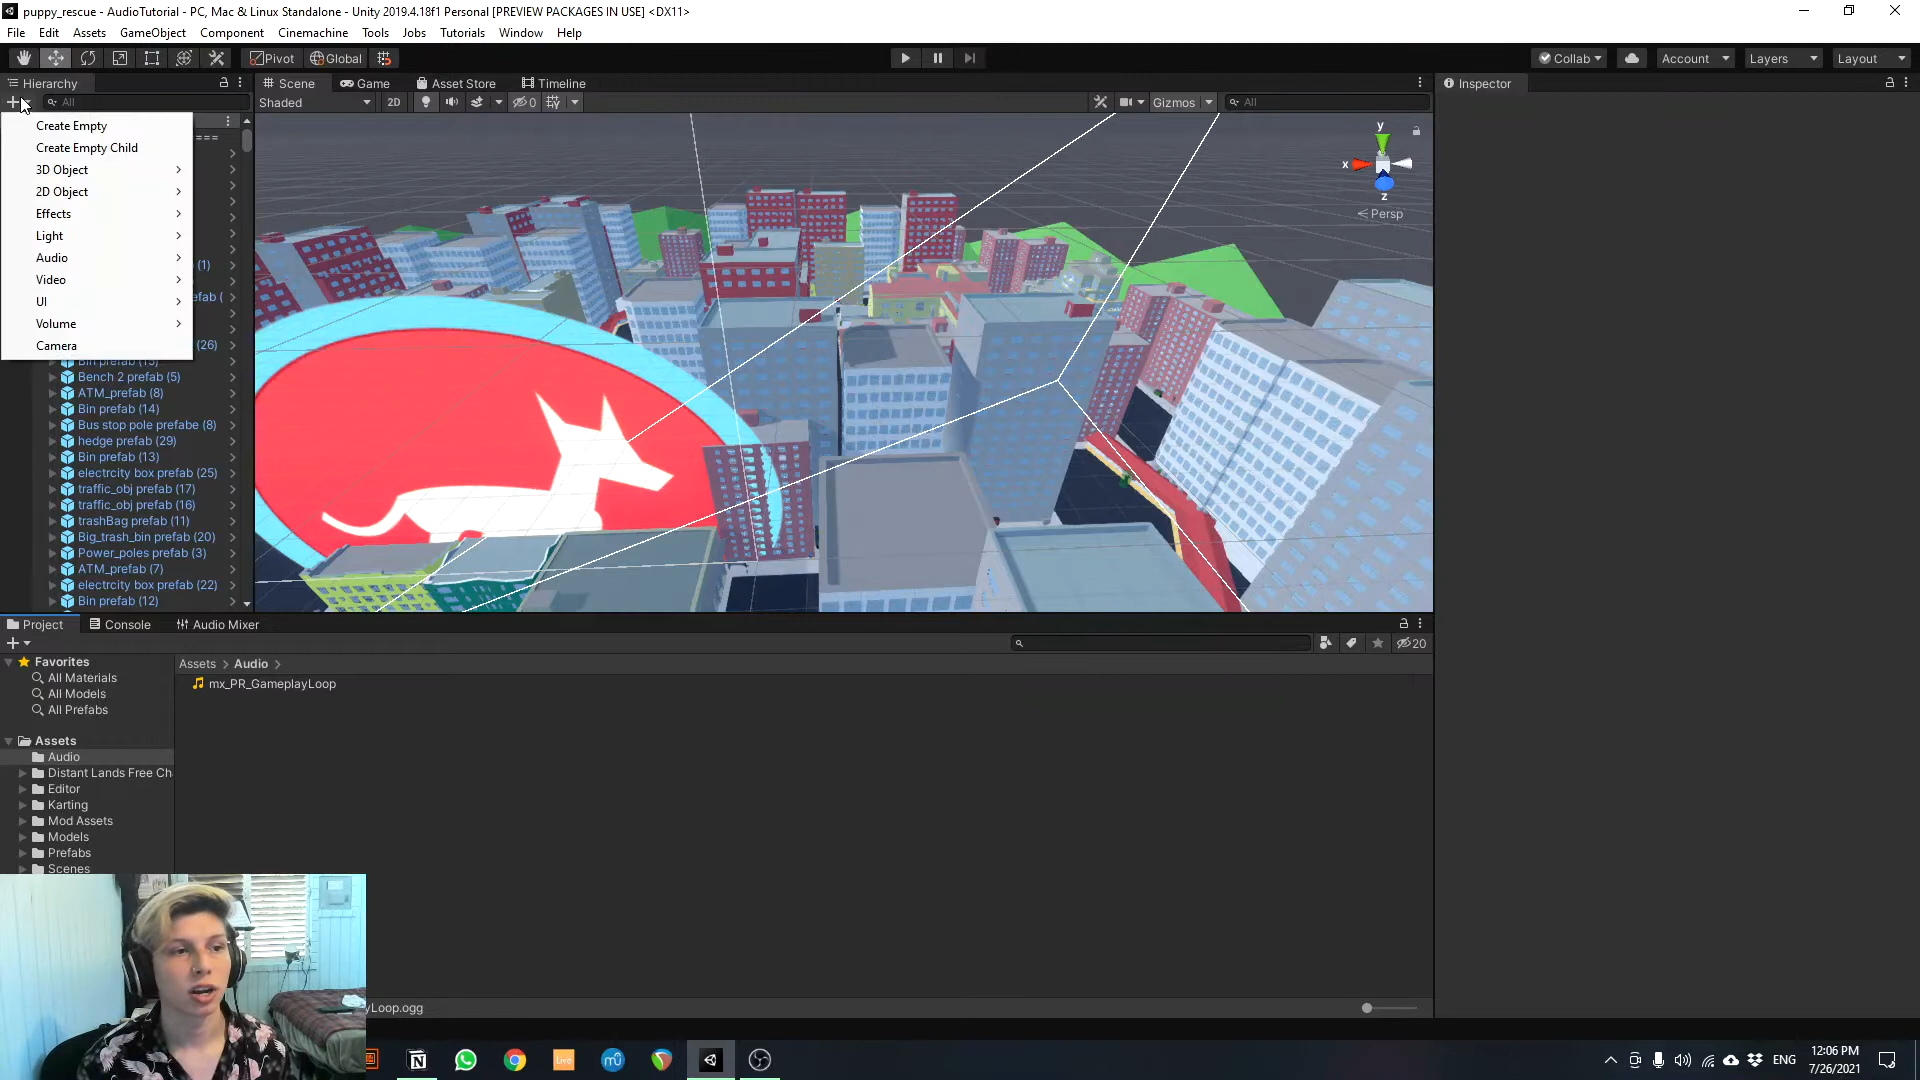 puppy_rescue - AudioTutorial - PC, Mac & Linux Standalone - Unity 2019.4.18f1 Personal [PREVIEW PACKAGES IN USE] <DX11>
File Edit Assets GameObject Component Cinemachine Tools Jobs Tutorials Window Help
Pivot Global Collab Account Layers Layout
Hierarchy Scene Game Asset Store Timeline Inspector
All Shaded 2D 0 Gizmos All
Create Empty
Create Empty Child
3D Object
2D Object
Effects
Light
Audio
Video
UI
Volume
Camera
===
(1)
efab (
(26)
y
x
z
Persp
Bin prefab (15)
Bench 2 prefab (5)
ATM_prefab (8)
Bin prefab (14)
Bus stop pole prefabe (8)
hedge prefab (29)
Bin prefab (13)
electrcity box prefab (25)
traffic_obj prefab (17)
traffic_obj prefab (16)
trashBag prefab (11)
Big_trash_bin prefab (20)
Power_poles prefab (3)
ATM_prefab (7)
electrcity box prefab (22)
Bin prefab (12)
Project Console Audio Mixer
20
Favorites
All Materials
All Models
All Prefabs
Assets
Audio
Distant Lands Free Ch
Editor
Karting
Mod Assets
Models
Prefabs
Scenes
Assets > Audio >
mx_PR_GameplayLoop
yLoop.ogg
Live
mü
ENG
12:06 PM
7/26/2021